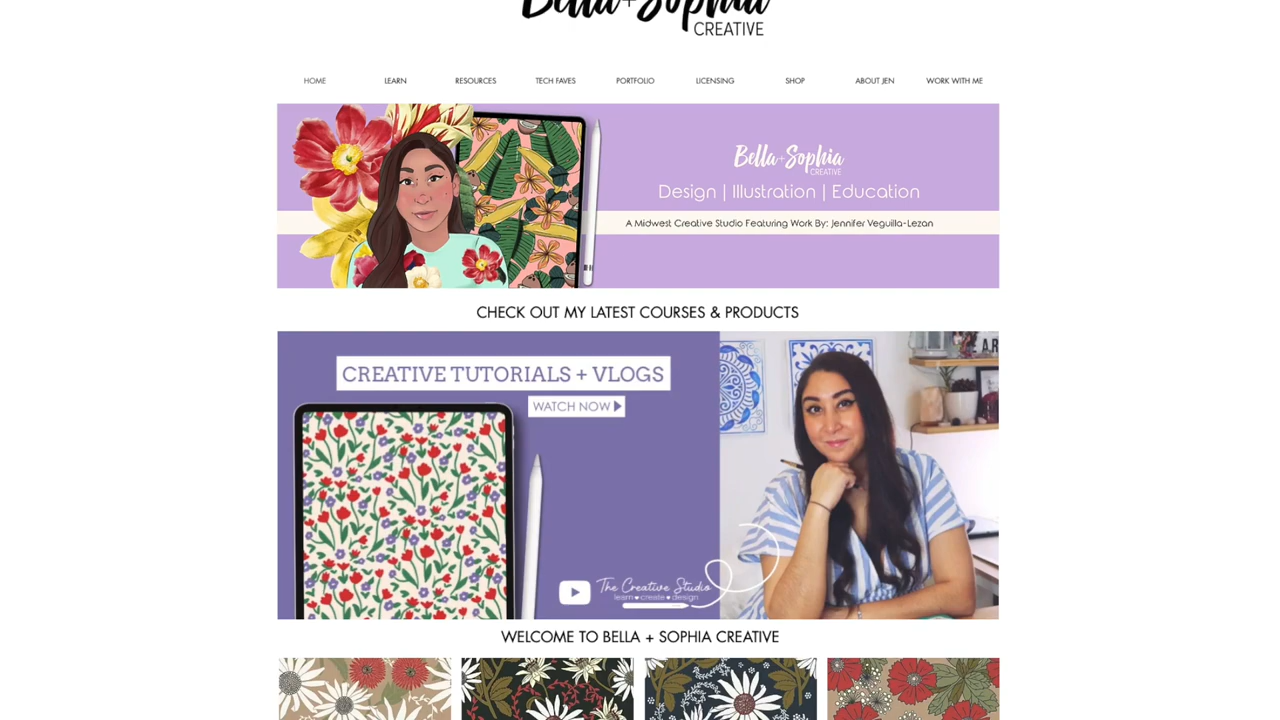 Bella+Sophia
CREATIVE
HOME LEARN RESOURCES TECH FAVES PORTFOLIO LICENSING SHOP ABOUT JEN WORK WITH ME
Bella+Sophia
CREATIVE
Design | Illustration | Education
A Midwest Creative Studio Featuring Work By: Jennifer Veguilla-Lezan
CHECK OUT MY LATEST COURSES & PRODUCTS
CREATIVE TUTORIALS + VLOGS
WATCH NOW
The Creative Studio
learn ♥ create ♥ design
WELCOME TO BELLA + SOPHIA CREATIVE